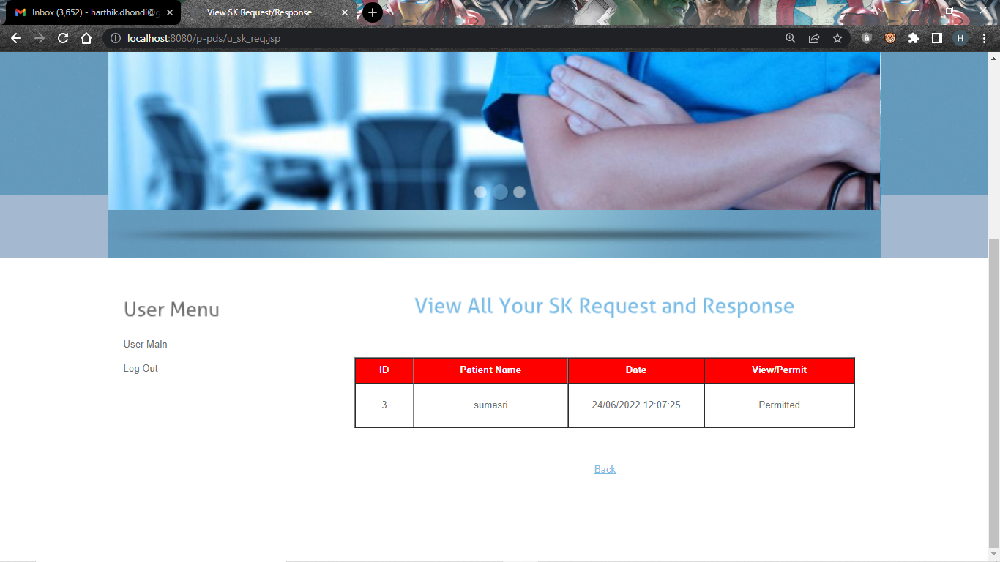 Inbox (3,652) - harthik.dhondi@g
View SK Request/Response
localhost:8080/p-pds/u_sk_req.jsp
H
User Menu
User Main
Log Out
View All Your SK Request and Response
ID Patient Name Date View/Permit
3 sumasri 24/06/2022 12:07:25 Permitted
Back